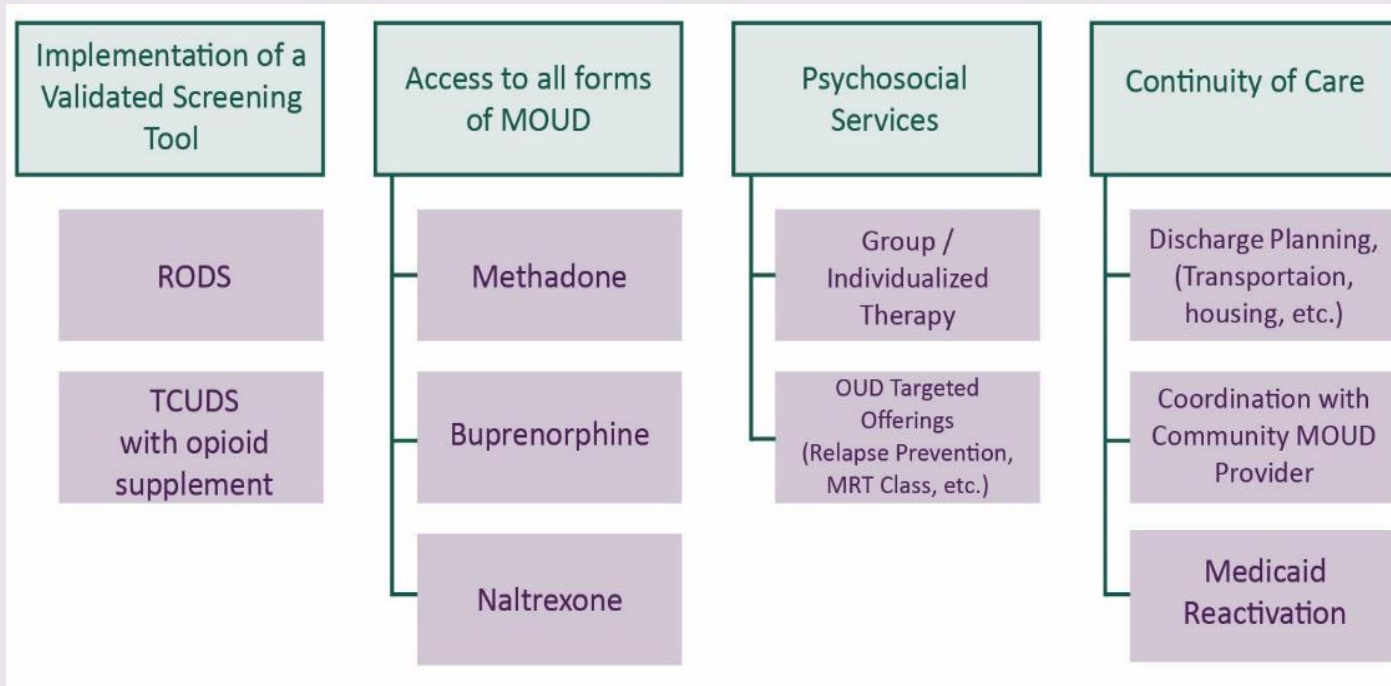 Implementation of a
Validated Screening
Tool
RODS
TCUDS
with opioid
supplement
Access to all forms
of MOUD
Methadone
Buprenorphine
Naltrexone
Psychosocial
Services
Group /
Individualized
Therapy
OUD Targeted
Offerings
(Relapse Prevention,
MRT Class, etc.)
Continuity of Care
Discharge Planning,
(Transportaion,
housing, etc.)
Coordination with
Community MOUD
Provider
Medicaid
Reactivation